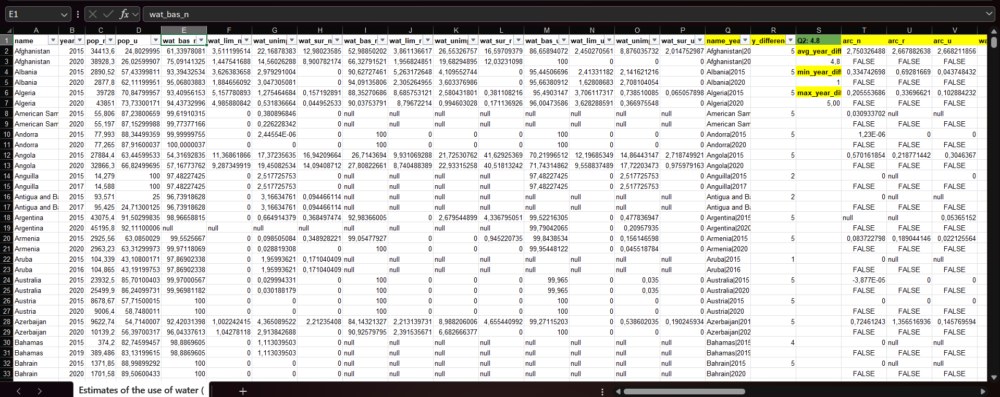 E1 fx wat_bas_n
A B C D E F G H I J K L M N O P Q R S T U V
1 name year pop_r pop_u wat_bas_r wat_lim_n wat_unim wat_sur_n wat_bas_r wat_lim_r wat_unim wat_sur_r wat_bas_u wat_lim_u wat_unim wat_sur_u name_yea y_differen Q2: 4.8 arc_n arc_r arc_u wa
2 Afghanistan 2015 34413,6 24,8029995 61,33978081 3,511199514 22,16878383 12,98023585 52,98850202 3,861136617 26,55326757 16,59709379 86,65894072 2,450270561 8,876035732 2,014752987 Afghanistan|20 5 avg_year_diff 2,750326488 2,667882638 2,668211856
3 Afghanistan 2020 38928,3 26,02599907 75,09141325 1,447541688 14,56026288 8,900782174 66,32791521 1,956824851 19,68294895 12,03231098 100 0 0 0 Afghanistan|20 4,8 FALSE FALSE FALSE
4 Albania 2015 2890,52 57,43399811 93,39432534 3,626383658 2,979291004 0 90,62727461 5,263172648 4,109552744 0 95,44506696 2,41331182 2,141621216 0 Albania|2015 5 min_year_diff 0,334742698 0,69281669 0,043748432
5 Albania 2020 2877,8 62,11199951 95,06803883 1,884656092 3,047305081 0 94,09135806 2,305264955 3,603376986 0 95,66380912 1,62808683 2,708104054 0 Albania|2020 1 FALSE FALSE FALSE
6 Algeria 2015 39728 70,84799957 93,40956153 5,157780893 1,275464684 0,157192891 88,35270686 8,685753121 2,580431801 0,381108216 95,4903147 3,706117317 0,738510085 0,065057898 Algeria|2015 5 max_year_dif 0,205553686 0,33696621 0,102884232
7 Algeria 2020 43851 73,73300171 94,43732996 4,985880842 0,531836664 0,044952533 90,03753791 8,79672214 0,994603028 0,171136926 96,00473586 3,628288591 0,366975548 0 Algeria|2020 5,00 FALSE FALSE FALSE
8 American Sam 2015 55,806 87,23800659 99,61910315 0 0,380896846 0 null null null null null null null null American Sam 5 0,030933702 null null
9 American Sam 2020 55,197 87,15299988 99,77377166 0 0,226228342 0 null null null null null null null null American Sam FALSE FALSE FALSE
10 Andorra 2015 77,993 88,34499359 99,99999755 0 2,44554E-06 0 100 0 0 0 100 0 0 0 Andorra|2015 5 1,23E-06 0 0
11 Andorra 2020 77,265 87,91600037 100,0000037 0 0 0 100 0 0 0 100 0 0 0 Andorra|2020 FALSE FALSE FALSE
12 Angola 2015 27884,4 63,44599533 54,31692835 11,36861866 17,37235635 16,94209664 26,7143694 9,931069288 21,72530762 41,62925369 70,21996512 12,19685349 14,86443147 2,718749921 Angola|2015 5 0,570161854 0,218771442 0,3046367
13 Angola 2020 32866,3 66,82499695 57,16773762 9,287349919 19,45082534 14,09408712 27,80822661 8,740488389 22,93315258 40,51813242 71,74314862 9,558837489 17,72203473 0,975979163 Angola|2020 FALSE FALSE FALSE
14 Anguilla 2015 14,279 100 97,48227425 0 2,517725753 0 null null null null 97,48227425 0 2,517725753 0 Anguilla|2015 2 0 null 0
15 Anguilla 2017 14,588 100 97,48227425 0 2,517725753 0 null null null null 97,48227425 0 2,517725753 0 Anguilla|2017 FALSE FALSE FALSE
16 Antigua and Ba 2015 93,571 25 96,73918628 0 3,16634761 0,094466114 null null null null null null null null Antigua and Ba 2 0 null null
17 Antigua and Ba 2017 95,425 24,71300125 96,73918628 0 3,16634761 0,094466114 null null null null null null null null Antigua and Ba FALSE FALSE FALSE
18 Argentina 2015 43075,4 91,50299835 98,96658815 0 0,664914379 0,368497474 92,98366005 0 2,679544899 4,336795051 99,52216305 0 0,477836947 0 Argentina|2015 5 null null 0,05365152
19 Argentina 2020 45195,8 92,11100006 null null null null null null null null 99,79042065 0 0,20957935 0 Argentina|2020 FALSE FALSE FALSE
20 Armenia 2015 2925,56 63,0850029 99,5525667 0 0,098505084 0,348928221 99,05477927 0 0 0,945220735 99,8438534 0 0,156146598 0 Armenia|2015 5 0,083722798 0,189044146 0,022125564
21 Armenia 2020 2963,23 63,31299973 99,97118069 0 0,028819308 0 100 0 0 0 99,95448122 0 0,045518784 0 Armenia|2020 FALSE FALSE FALSE
22 Aruba 2015 104,339 43,10800171 97,86902338 0 1,95993621 0,171040409 null null null null null null null null Aruba|2015 1 0 null null
23 Aruba 2016 104,865 43,19199753 97,86902338 0 1,95993621 0,171040409 null null null null null null null null Aruba|2016 FALSE FALSE FALSE
24 Australia 2015 23932,5 85,70100403 99,97000567 0 0,029994331 0 100 0 0 0 99,965 0 0,035 0 Australia|2015 5 -3,877E-05 0 0
25 Australia 2020 25499,9 86,24099731 99,96981182 0 0,030188179 0 100 0 0 0 99,965 0 0,035 0 Australia|2020 FALSE FALSE FALSE
26 Austria 2015 8678,67 57,71500015 100 0 0 0 100 0 0 0 100 0 0 0 Austria|2015 5 0 0 0
27 Austria 2020 9006,4 58,7480011 100 0 0 0 100 0 0 0 100 0 0 0 Austria|2020 FALSE FALSE FALSE
28 Azerbaijan 2015 9622,74 54,7140007 92,42031398 1,002242415 4,365089522 2,21235408 84,14321327 2,213139731 8,988206006 4,655440992 99,27115203 0 0,538602035 0,190245934 Azerbaijan|201 5 0,72461243 1,356516936 0,145769594
29 Azerbaijan 2020 10139,2 56,39700317 96,04337613 1,04278118 2,913842688 0 90,92579795 2,391535671 6,682666377 0 100 0 0 0 Azerbaijan|202 FALSE FALSE FALSE
30 Bahamas 2015 374,2 82,74599457 98,8869605 0 1,113039503 0 null null null null null null null null Bahamas|2015 4 0 null null
31 Bahamas 2019 389,486 83,13199615 98,8869605 0 1,113039503 0 null null null null null null null null Bahamas|2019 FALSE FALSE FALSE
32 Bahrain 2015 1371,85 88,99899292 100 0 0 0 null null null null null null null null Bahrain|2015 5 0 null null
33 Bahrain 2020 1701,58 89,50600433 100 0 0 0 null null null null null null null null Bahrain|2020 FALSE FALSE FALSE
Estimates of the use of water (